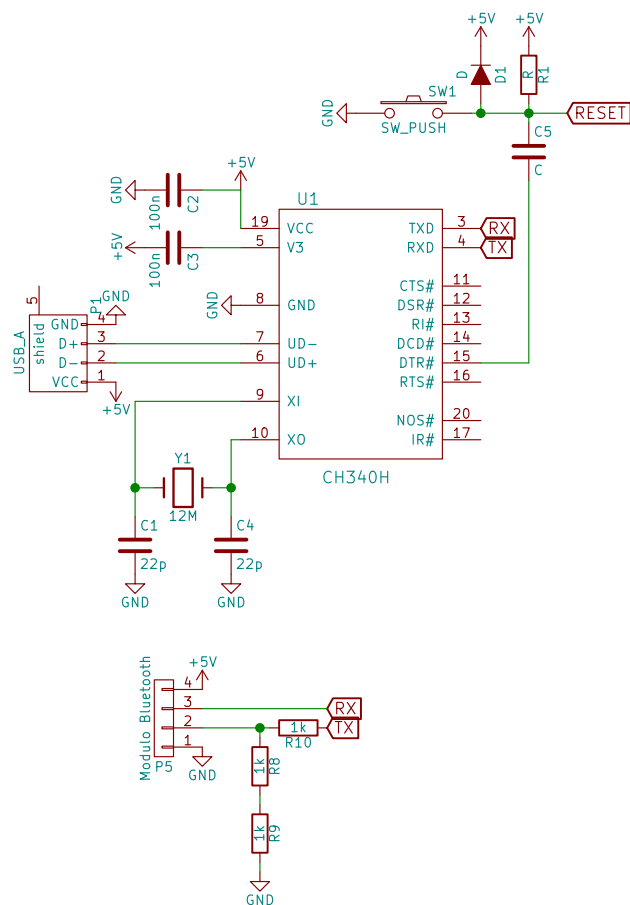 +5V
+5V
D
D1
R
R1
SW1
GND
SW_PUSH
RESET
C5
C
+5V
GND
100n
C2
U1
19
VCC
TXD
3
RX
+5V
100n
C3
5
V3
RXD
4
TX
CTS#
11
GND
8
GND
DSR#
12
5
P1
GND
RI#
13
USB_A
shield
GND
4
D+
3
7
UD-
DCD#
14
D-
2
6
UD+
DTR#
15
VCC
1
RTS#
16
+5V
9
XI
NOS#
20
10
XO
IR#
17
Y1
CH340H
12M
C1
C4
22p
22p
GND
GND
Modulo Bluetooth
+5V
4
3
RX
2
1k
TX
R10
1
P5
GND
1k
R8
1k
R9
GND